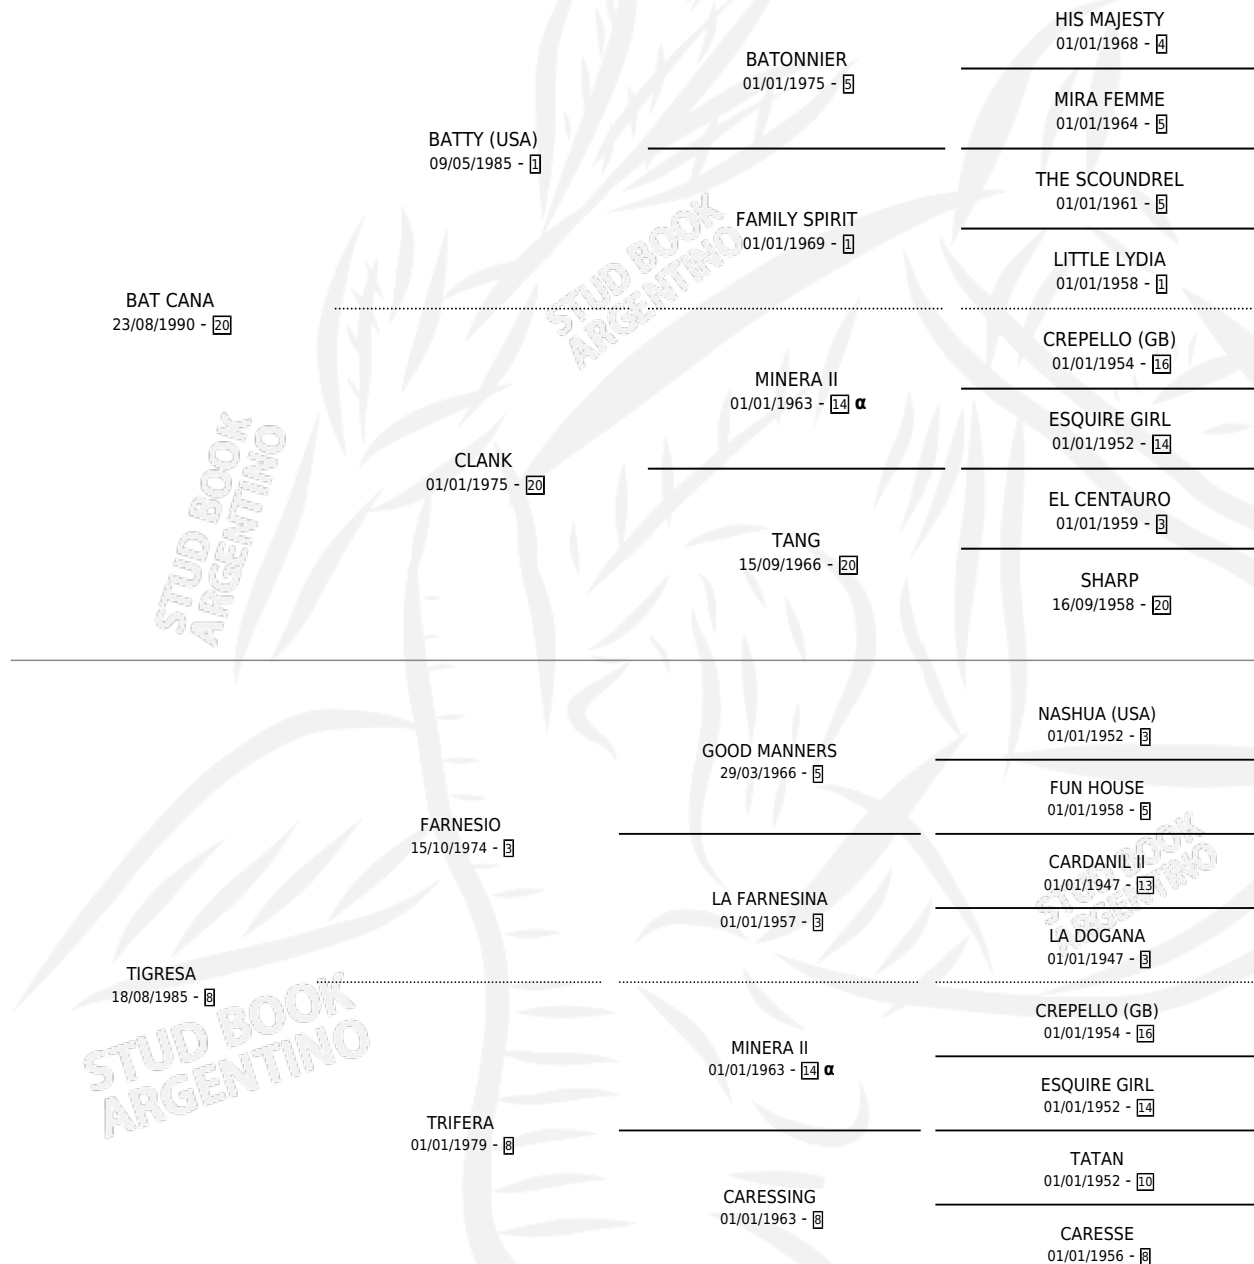 HIS MAJESTY
01/01/1968 - 4
BATONNIER
01/01/1975 - 5
MIRA FEMME
01/01/1964 - 5
BATTY (USA)
09/05/1985 - 1
THE SCOUNDREL
01/01/1961 - 5
FAMILY SPIRIT
01/01/1969 - 1
LITTLE LYDIA
01/01/1958 - 1
BAT CANA
23/08/1990 - 20
CREPELLO (GB)
01/01/1954 - 16
MINERA II
01/01/1963 - 14 α
ESQUIRE GIRL
01/01/1952 - 14
CLANK
01/01/1975 - 20
EL CENTAURO
01/01/1959 - 3
TANG
15/09/1966 - 20
SHARP
16/09/1958 - 20
NASHUA (USA)
01/01/1952 - 3
GOOD MANNERS
29/03/1966 - 5
FUN HOUSE
01/01/1958 - 5
FARNESIO
15/10/1974 - 3
CARDANIL II
01/01/1947 - 13
LA FARNESINA
01/01/1957 - 3
LA DOGANA
01/01/1947 - 3
TIGRESA
18/08/1985 - 8
CREPELLO (GB)
01/01/1954 - 16
MINERA II
01/01/1963 - 14 α
ESQUIRE GIRL
01/01/1952 - 14
TRIFERA
01/01/1979 - 8
TATAN
01/01/1952 - 10
CARESSING
01/01/1963 - 8
CARESSE
01/01/1956 - 8
STUD BOOK
ARGENTINO
STUD BOOK
ARGENTINO
STUD BOOK
ARGENTINO
STUD BOOK
ARGENTINO